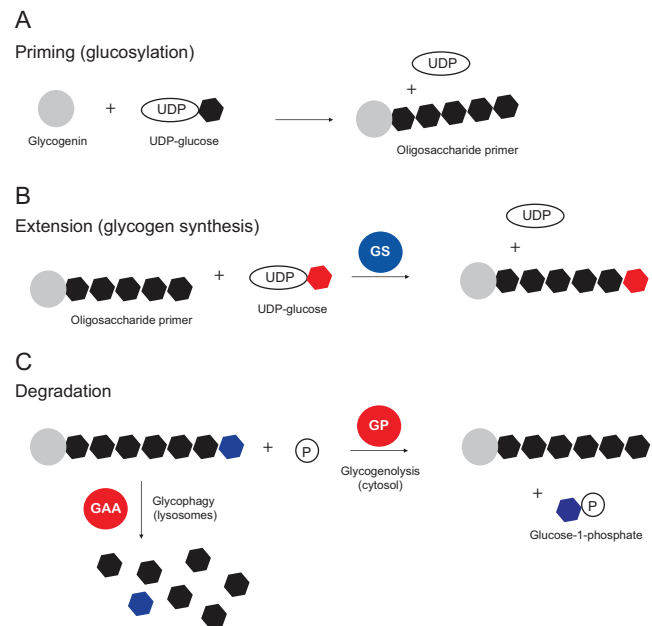 A
Priming (glucosylation)
UDP
+
+
UDP
Glycogenin
UDP-glucose
Oligosaccharide primer
B
Extension (glycogen synthesis)
UDP
+
GS
+
UDP
Oligosaccharide primer
UDP-glucose
C
Degradation
GP
+
P
Glycogenolysis
(cytosol)
GAA
Glycophagy
(lysosomes)
+
P
Glucose-1-phosphate